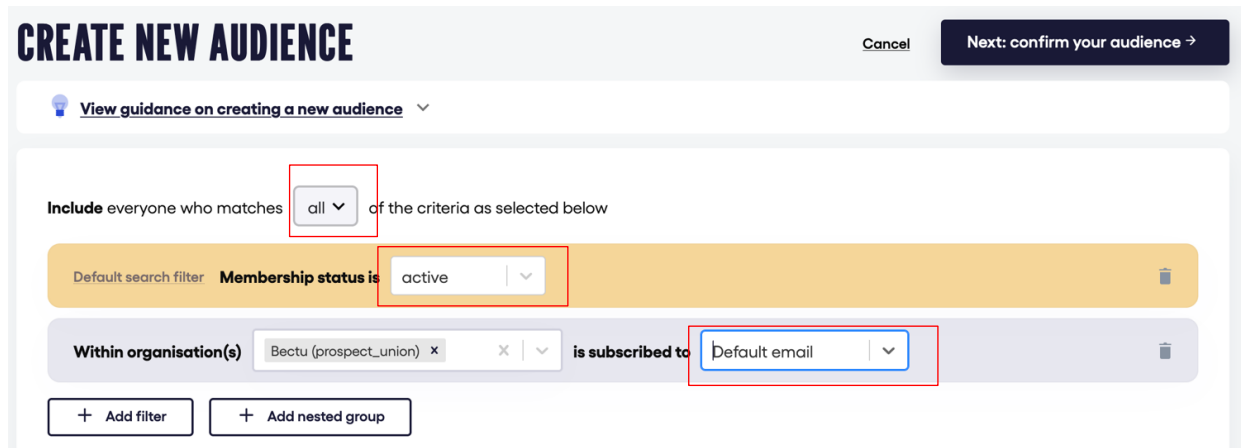 CREATE NEW AUDIENCE
Cancel
Next: confirm your audience →
View guidance on creating a new audience
Include everyone who matches all of the criteria as selected below
Default search filter Membership status is active
Within organisation(s) Bectu (prospect_union) × is subscribed to Default email
+ Add filter + Add nested group